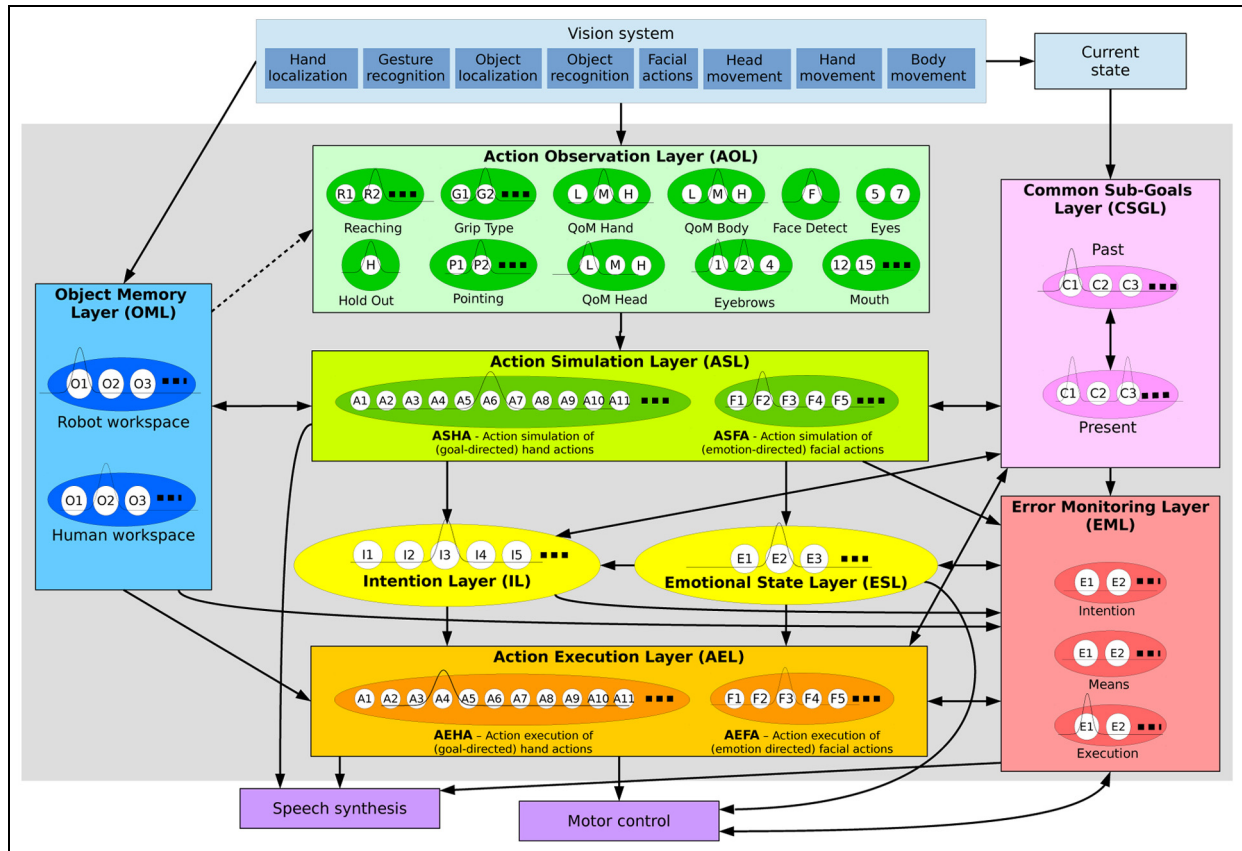 Vision system
Hand localization
Gesture recognition
Object localization
Object recognition
Facial actions
Head movement
Hand movement
Body movement
Current state
Action Observation Layer (AOL)
R1 R2
Reaching
G1 G2
Grip Type
L M H
QoM Hand
L M H
QoM Body
F
Face Detect
5 7
Eyes
H
Hold Out
P1 P2
Pointing
L M H
QoM Head
1 2 4
Eyebrows
12 15
Mouth
Common Sub-Goals
Layer (CSGL)
Past
C1 C2 C3
C1 C2 C3
Present
Object Memory
Layer (OML)
O1 O2 O3
Robot workspace
O1 O2 O3
Human workspace
Action Simulation Layer (ASL)
A1 A2 A3 A4 A5 A6 A7 A8 A9 A10 A11
ASHA - Action simulation of
(goal-directed) hand actions
F1 F2 F3 F4 F5
ASFA - Action simulation of
(emotion-directed) facial actions
I1 I2 I3 I4 I5
Intention Layer (IL)
E1 E2 E3
Emotional State Layer (ESL)
Error Monitoring Layer
(EML)
E1 E2
Intention
E1 E2
Means
E1 E2
Execution
Action Execution Layer (AEL)
A1 A2 A3 A4 A5 A6 A7 A8 A9 A10 A11
AEHA – Action execution of
(goal-directed) hand actions
F1 F2 F3 F4 F5
AEFA – Action execution of
(emotion directed) facial actions
Speech synthesis
Motor control